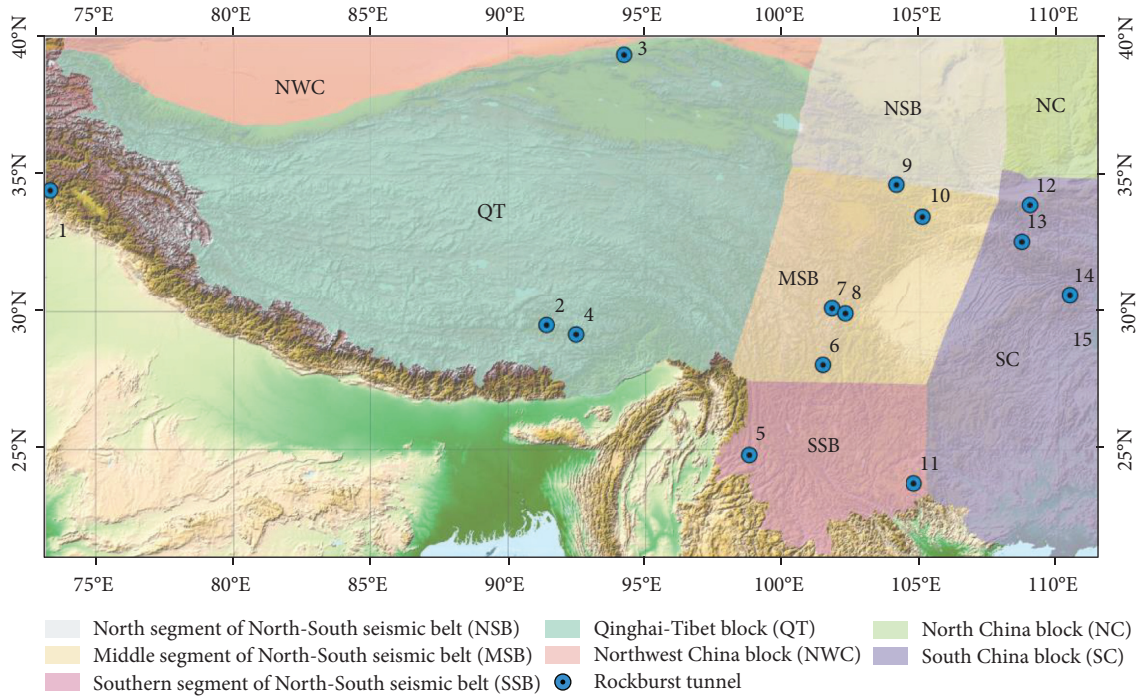 75°E 80°E 85°E 90°E 95°E 100°E 105°E 110°E
40°N 40°N
3
NWC
NSB
NC
35°N 35°N
9
12
1
QT
10
13
MSB
7
8
14
30°N 30°N
2
4
15
6
SC
5
SSB
11
25°N 25°N
75°E 80°E 85°E 90°E 95°E 100°E 105°E 110°E
North segment of North-South seismic belt (NSB)
Qinghai-Tibet block (QT)
North China block (NC)
Middle segment of North-South seismic belt (MSB)
Northwest China block (NWC)
South China block (SC)
Southern segment of North-South seismic belt (SSB)
Rockburst tunnel